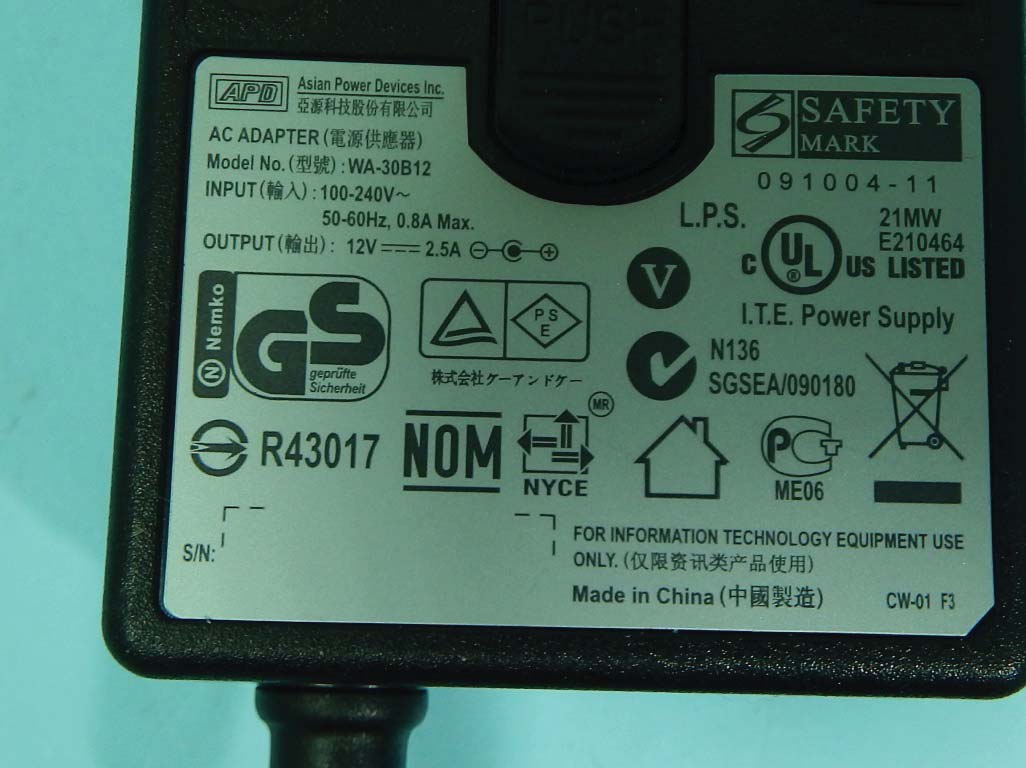 PUSH
APD
Asian Power Devices Inc.
亞源科技股份有限公司
AC ADAPTER (電源供應器)
Model No. (型號) : WA-30B12
INPUT (輸入) : 100-240V~
50-60Hz, 0.8A Max.
OUTPUT (輸出) : 12V 2.5A
SAFETY
MARK
091004-11
L.P.S.
21MW
E210464
C UL ® US LISTED
I.T.E. Power Supply
V
N136
SGSEA/090180
N Nemko
GS
geprüfte
Sicherheit
PS
E
株式会社ケーアンドケー
R43017
NOM
MR
NYCE
PCT
ME06
S/N:
FOR INFORMATION TECHNOLOGY EQUIPMENT USE
ONLY. (仅限资讯类产品使用)
Made in China (中國製造)
CW-01 F3